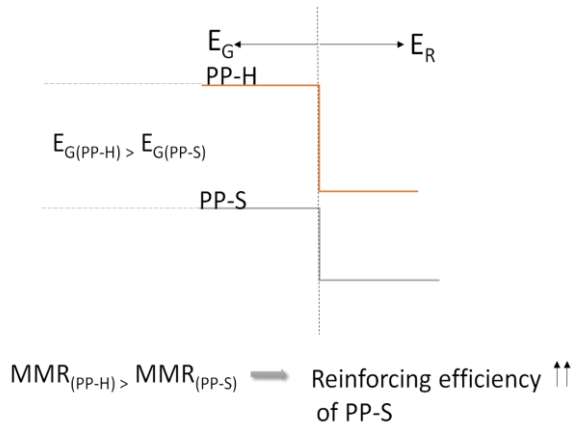 E_G E_R
PP-H
E_G(PP-H) > E_G(PP-S)
PP-S
MMR_(PP-H) > MMR_(PP-S) Reinforcing efficiency ↑↑
of PP-S